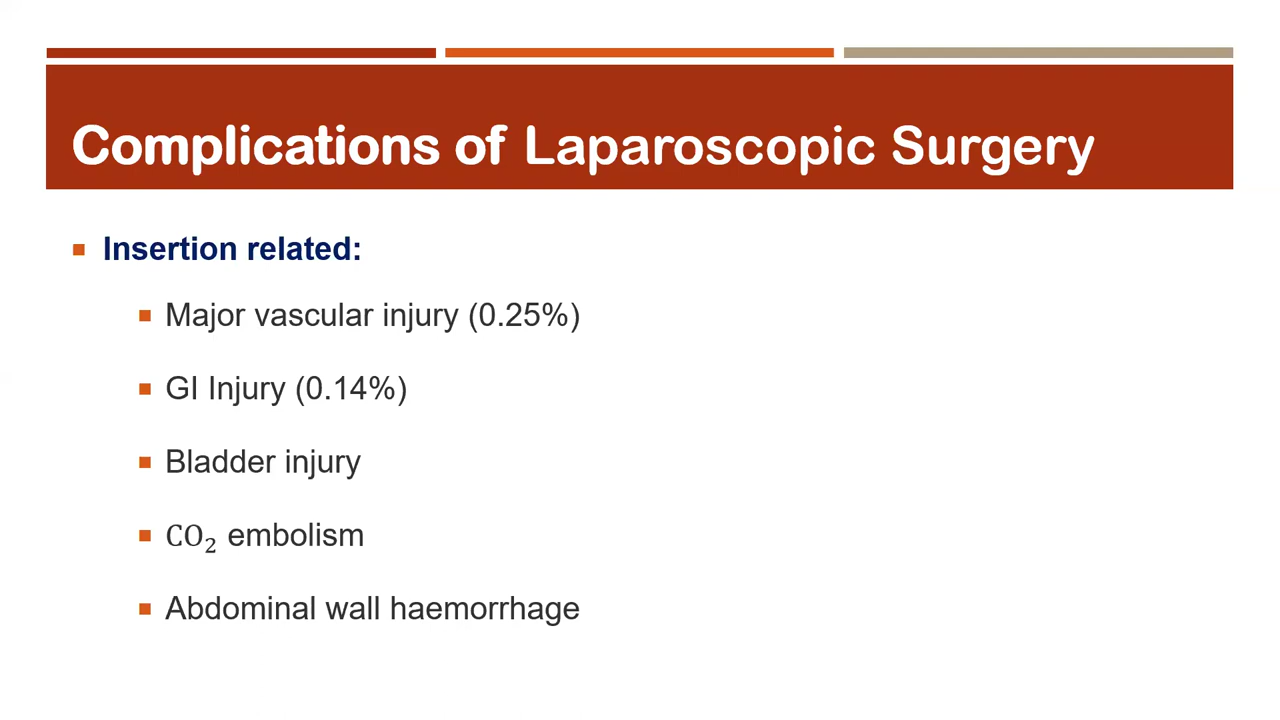 Complications of Laparoscopic Surgery
Insertion related:
Major vascular injury (0.25%)
GI Injury (0.14%)
Bladder injury
CO₂ embolism
Abdominal wall haemorrhage